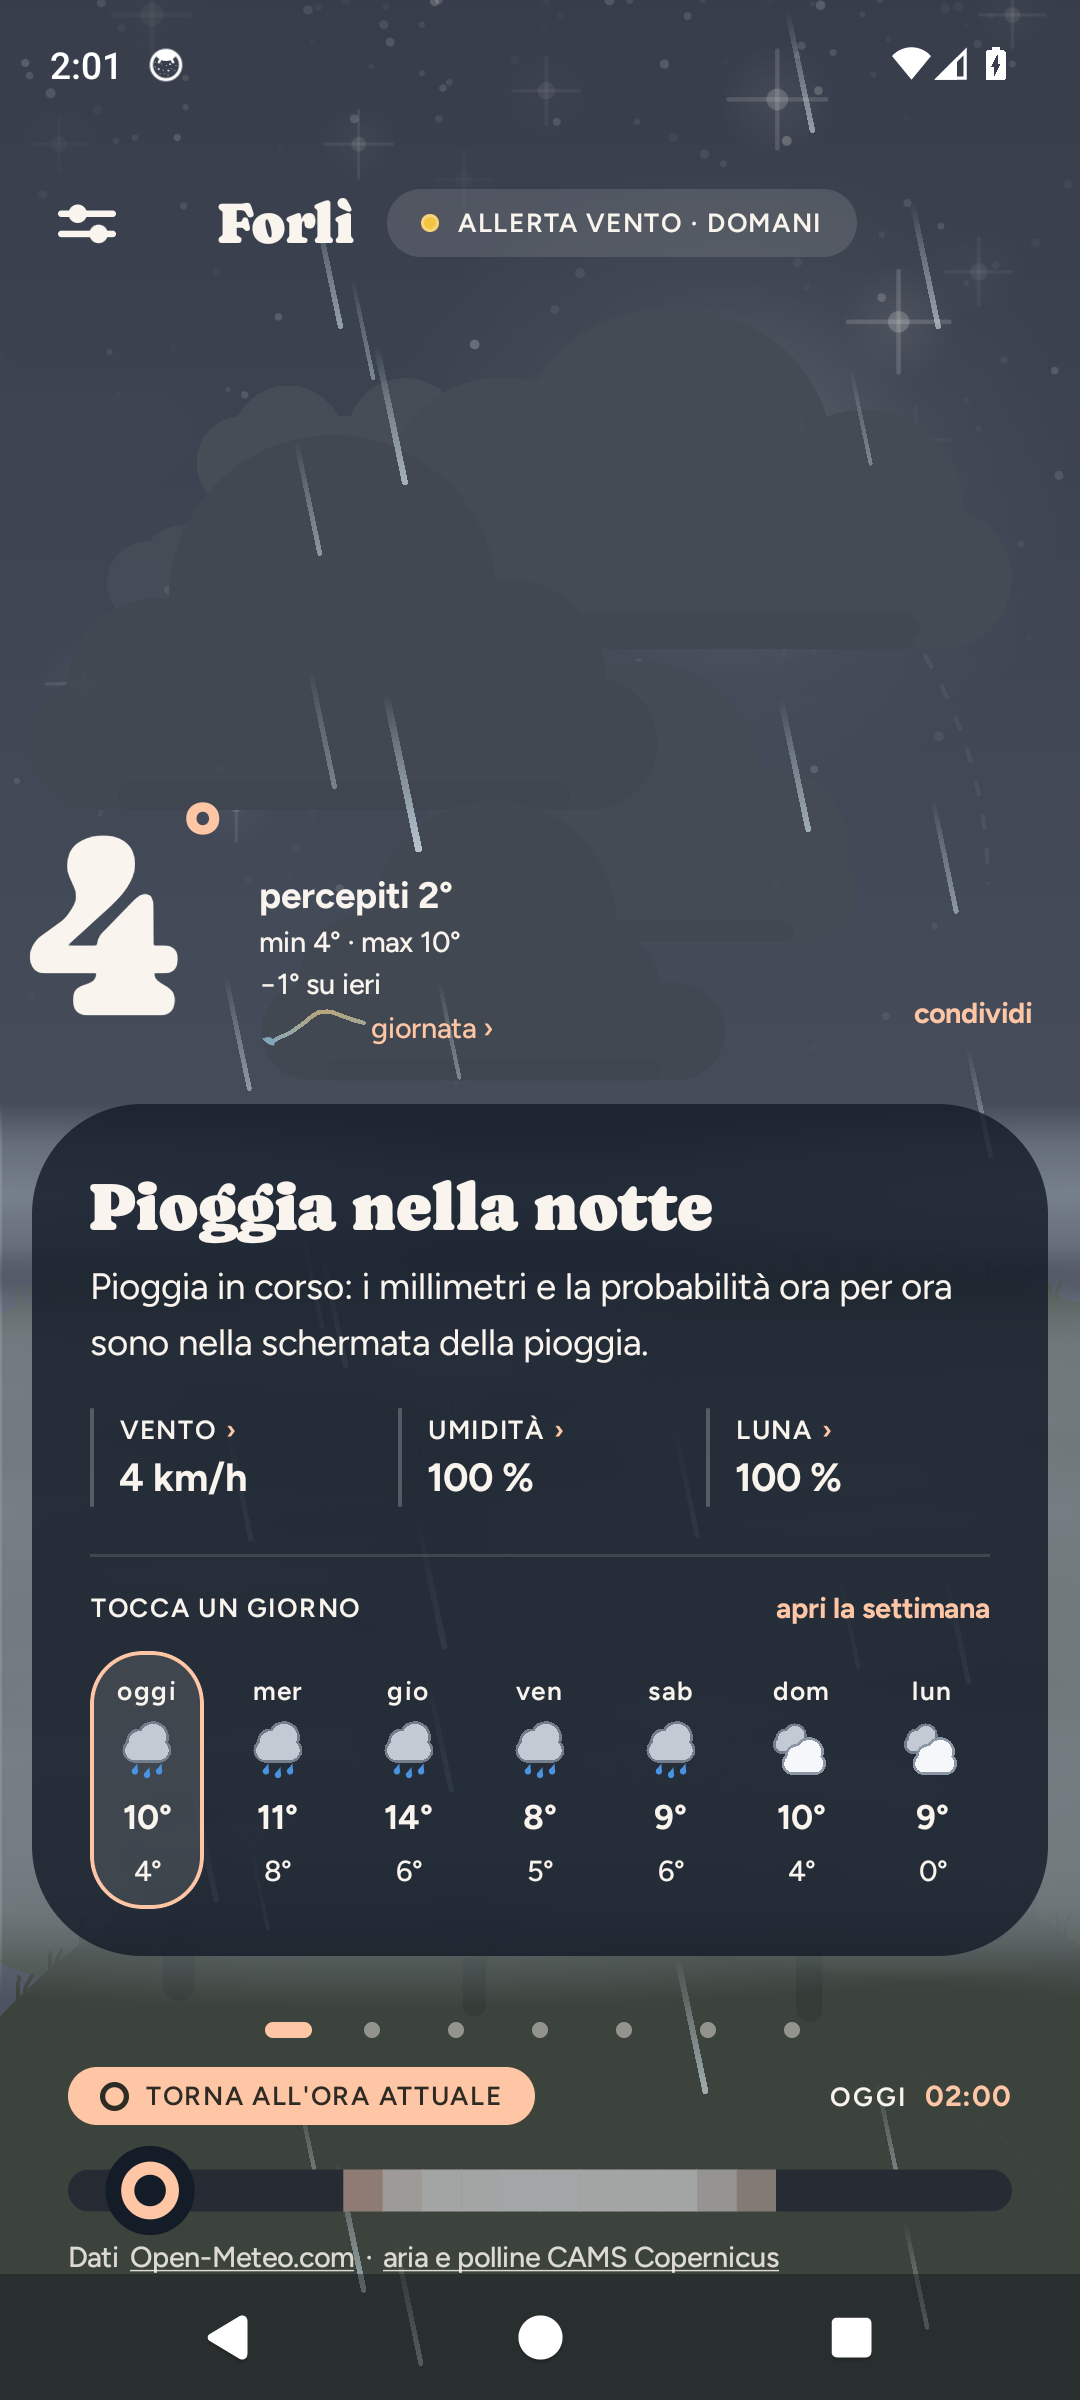 2:01
Forlì
ALLERTA VENTO · DOMANI
4°
percepiti 2°
min 4° · max 10°
−1° su ieri
giornata ›
condividi
Pioggia nella notte
Pioggia in corso: i millimetri e la probabilità ora per ora
sono nella schermata della pioggia.
VENTO › UMIDITÀ › LUNA ›
4 km/h 100 % 100 %
TOCCA UN GIORNO apri la settimana
oggi mer gio ven sab dom lun
10° 11° 14° 8° 9° 10° 9°
4° 8° 6° 5° 6° 4° 0°
TORNA ALL'ORA ATTUALE OGGI 02:00
Dati Open-Meteo.com · aria e polline CAMS Copernicus